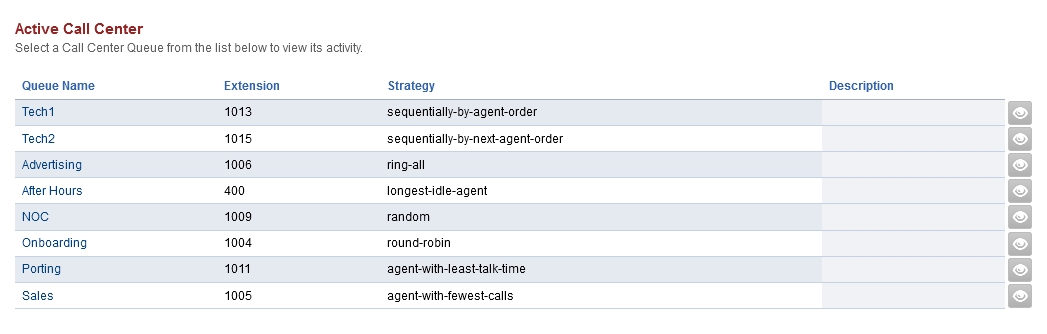 Active Call Center
Select a Call Center Queue from the list below to view its activity.
Queue Name Extension Strategy Description
Tech1 1013 sequentially-by-agent-order
Tech2 1015 sequentially-by-next-agent-order
Advertising 1006 ring-all
After Hours 400 longest-idle-agent
NOC 1009 random
Onboarding 1004 round-robin
Porting 1011 agent-with-least-talk-time
Sales 1005 agent-with-fewest-calls